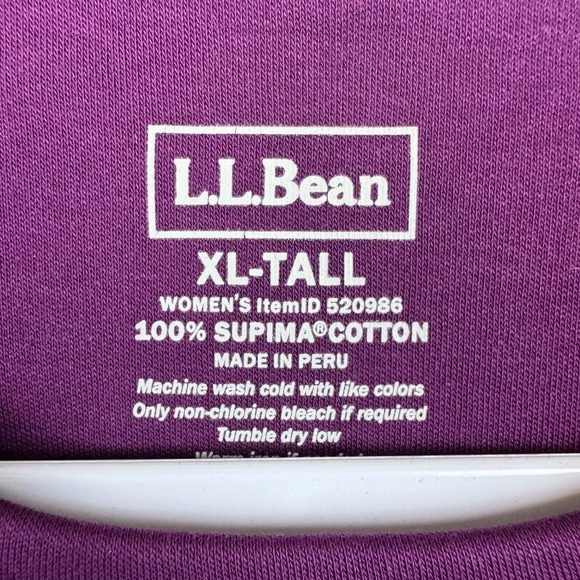 L.L.Bean
XL-TALL
WOMEN'S ItemID 520986
100% SUPIMA® COTTON
MADE IN PERU
Machine wash cold with like colors
Only non-chlorine bleach if required
Tumble dry low